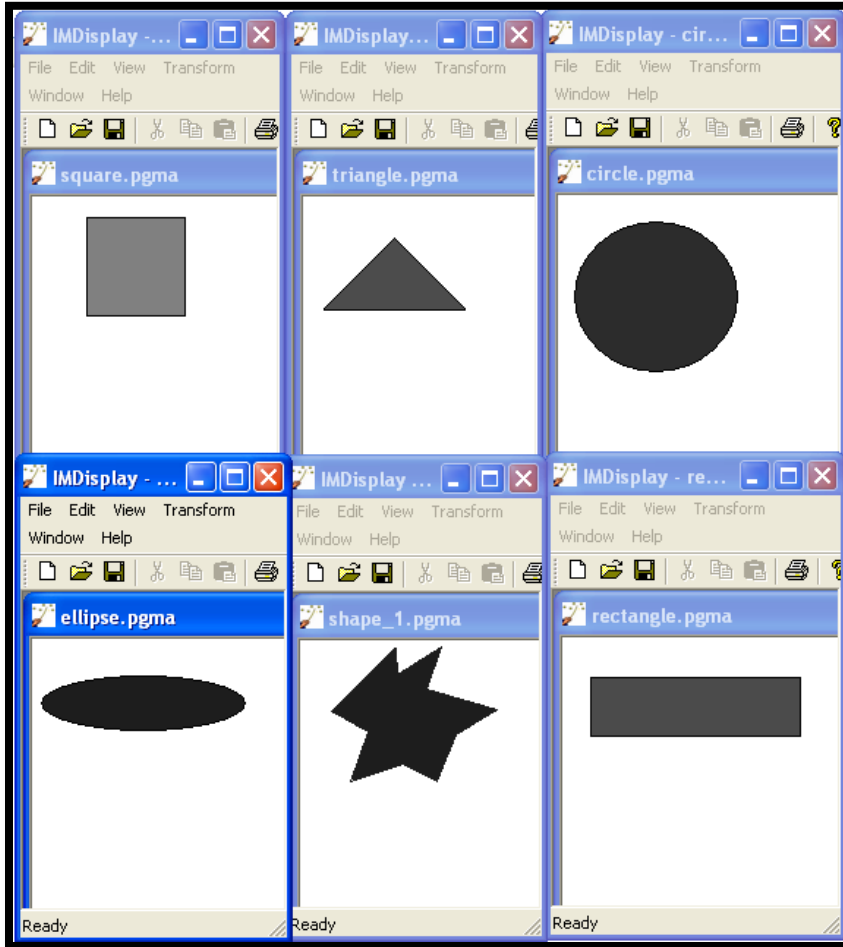 IMDisplay -...
File Edit View Transform
Window Help
square.pgma
IMDisplay...
File Edit View Transform
Window Help
triangle.pgma
IMDisplay - cir...
File Edit View Transform
Window Help
circle.pgma
IMDisplay - ...
File Edit View Transform
Window Help
ellipse.pgma
Ready
IMDisplay ...
File Edit View Transform
Window Help
shape_1.pgma
Ready
IMDisplay - re...
File Edit View Transform
Window Help
rectangle.pgma